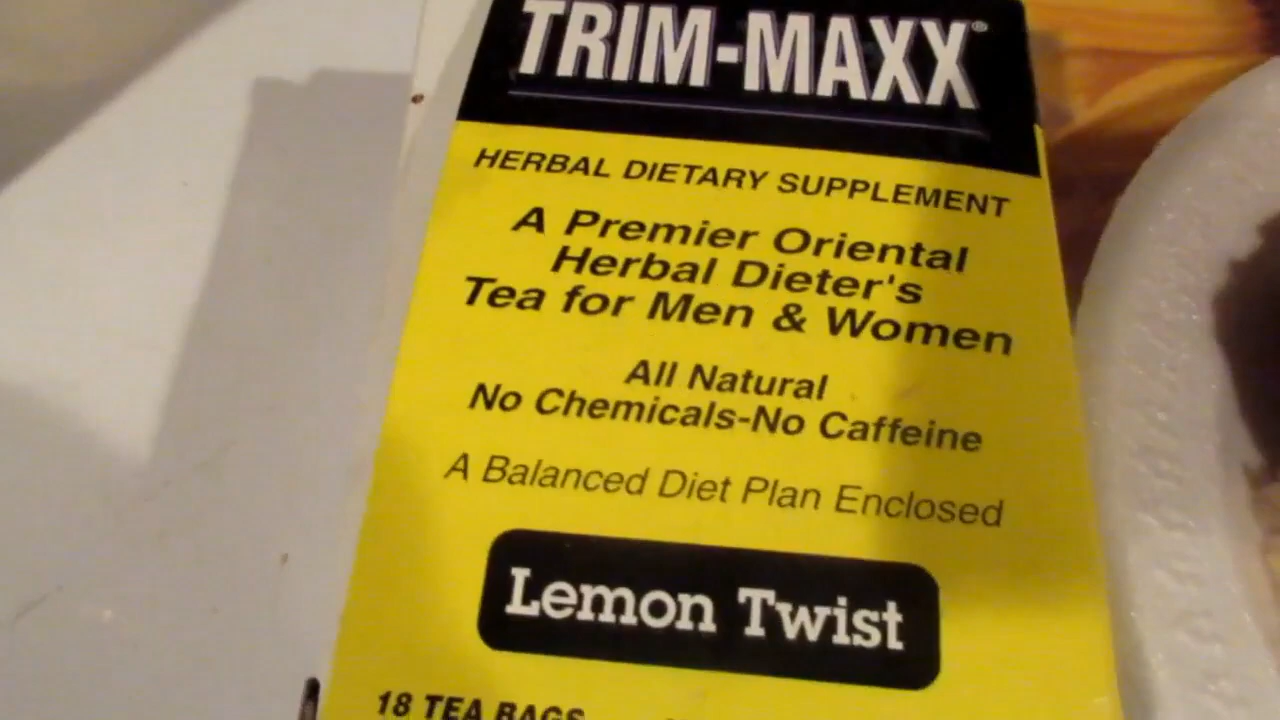 TRIM-MAXX®
HERBAL DIETARY SUPPLEMENT
A Premier Oriental
Herbal Dieter's
Tea for Men & Women
All Natural
No Chemicals-No Caffeine
A Balanced Diet Plan Enclosed
Lemon Twist
18 TEA BAGS